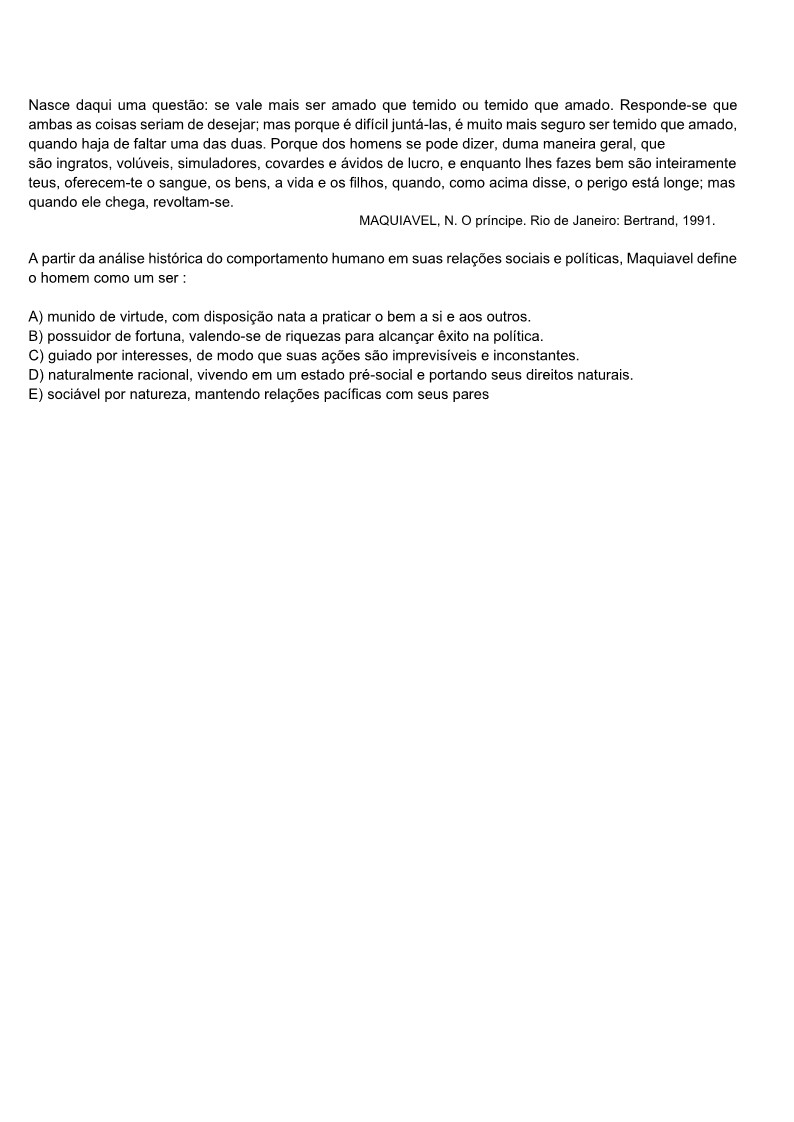 Nasce daqui uma questão: se vale mais ser amado que temido ou temido que amado. Responde-se que
ambas as coisas seriam de desejar; mas porque é difícil juntá-las, é muito mais seguro ser temido que amado,
quando haja de faltar uma das duas. Porque dos homens se pode dizer, duma maneira geral, que
são ingratos, volúveis, simuladores, covardes e ávidos de lucro, e enquanto lhes fazes bem são inteiramente
teus, oferecem-te o sangue, os bens, a vida e os filhos, quando, como acima disse, o perigo está longe; mas
quando ele chega, revoltam-se.
MAQUIAVEL, N. O príncipe. Rio de Janeiro: Bertrand, 1991.
A partir da análise histórica do comportamento humano em suas relações sociais e políticas, Maquiavel define
o homem como um ser :
A) munido de virtude, com disposição nata a praticar o bem a si e aos outros.
B) possuidor de fortuna, valendo-se de riquezas para alcançar êxito na política.
C) guiado por interesses, de modo que suas ações são imprevisíveis e inconstantes.
D) naturalmente racional, vivendo em um estado pré-social e portando seus direitos naturais.
E) sociável por natureza, mantendo relações pacíficas com seus pares